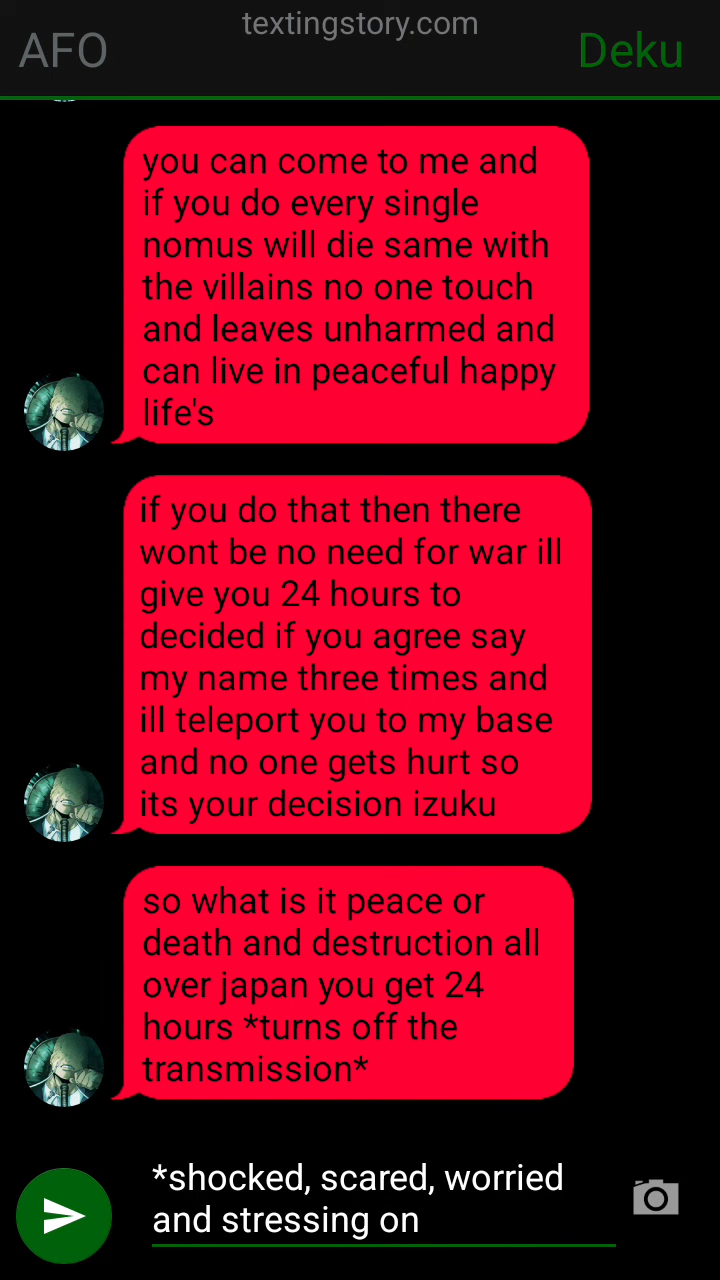 textingstory.com
AFO
Deku
you can come to me and
if you do every single
nomus will die same with
the villains no one touch
and leaves unharmed and
can live in peaceful happy
life's
if you do that then there
wont be no need for war ill
give you 24 hours to
decided if you agree say
my name three times and
ill teleport you to my base
and no one gets hurt so
its your decision izuku
so what is it peace or
death and destruction all
over japan you get 24
hours *turns off the
transmission*
*shocked, scared, worried
and stressing on